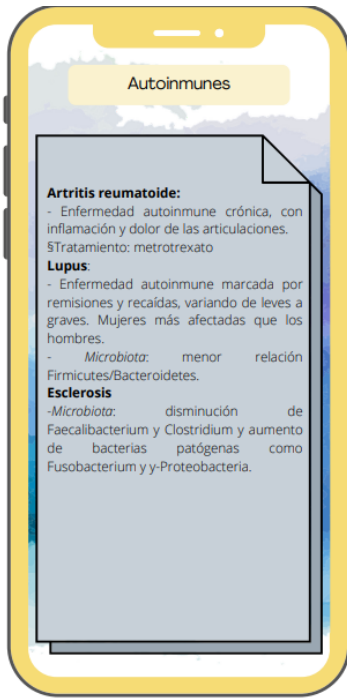 Autoinmunes
Artritis reumatoide:
- Enfermedad autoinmune crónica, con
inflamación y dolor de las articulaciones.
§Tratamiento: metrotrexato
Lupus:
- Enfermedad autoinmune marcada por
remisiones y recaídas, variando de leves a
graves. Mujeres más afectadas que los
hombres.
- Microbiota: menor relación
Firmicutes/Bacteroidetes.
Esclerosis
-Microbiota: disminución de
Faecalibacterium y Clostridium y aumento
de bacterias patógenas como
Fusobacterium y y-Proteobacteria.